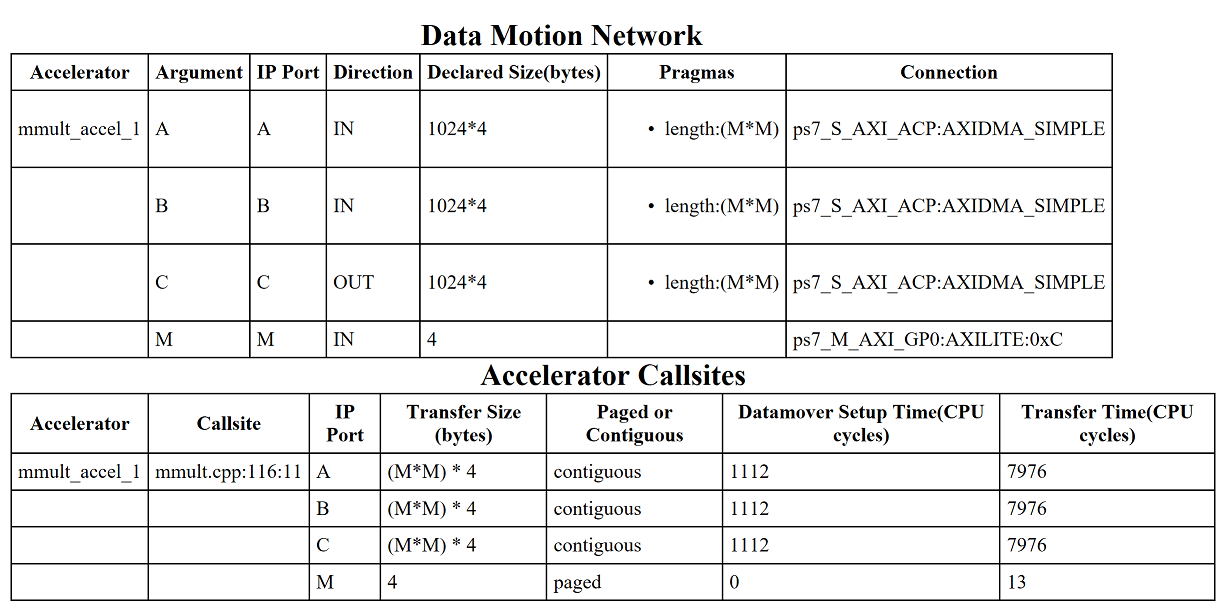 Data Motion Network
Accelerator Argument IP Port Direction Declared Size(bytes) Pragmas Connection
mmult_accel_1 A A IN 1024*4 • length:(M*M) ps7_S_AXI_ACP:AXIDMA_SIMPLE
B B IN 1024*4 • length:(M*M) ps7_S_AXI_ACP:AXIDMA_SIMPLE
C C OUT 1024*4 • length:(M*M) ps7_S_AXI_ACP:AXIDMA_SIMPLE
M M IN 4 ps7_M_AXI_GP0:AXILITE:0xC
Accelerator Callsites
Accelerator Callsite IP Port Transfer Size (bytes) Paged or Contiguous Datamover Setup Time(CPU cycles) Transfer Time(CPU cycles)
mmult_accel_1 mmult.cpp:116:11 A (M*M) * 4 contiguous 1112 7976
B (M*M) * 4 contiguous 1112 7976
C (M*M) * 4 contiguous 1112 7976
M 4 paged 0 13